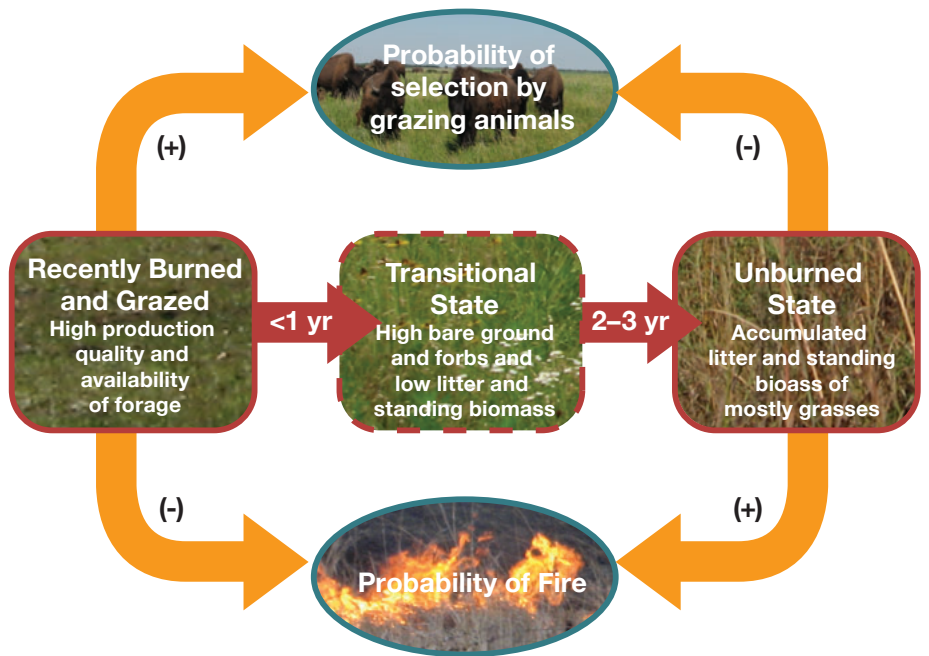 Probability of
selection by
grazing animals
(+)
(-)
Recently Burned
and Grazed
High production
quality and
availability
of forage
<1 yr
Transitional
State
High bare ground
and forbs and
low litter and
standing biomass
2–3 yr
Unburned
State
Accumulated
litter and standing
bioass of
mostly grasses
(-)
(+)
Probability of Fire